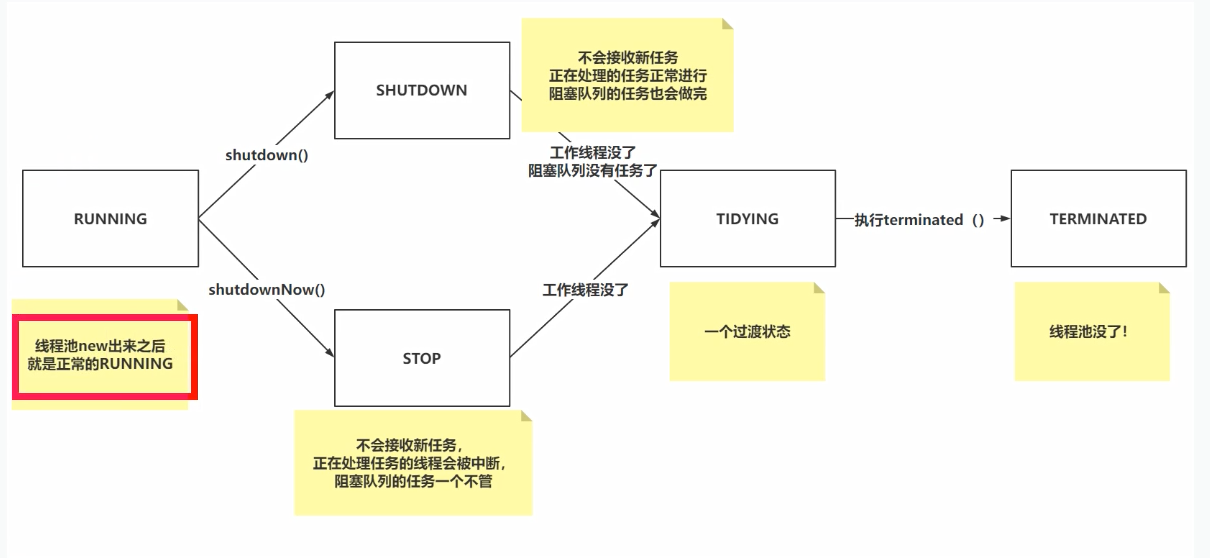 不会接收新任务
正在处理的任务正常进行
阻塞队列的任务也会做完
SHUTDOWN
shutdown()
工作线程没了
阻塞队列没有任务了
RUNNING
TIDYING
执行terminated（）
TERMINATED
shutdownNow()
工作线程没了
线程池new出来之后
就是正常的RUNNING
STOP
一个过渡状态
线程池没了!
不会接收新任务，
正在处理任务的线程会被中断，
阻塞队列的任务一个不管